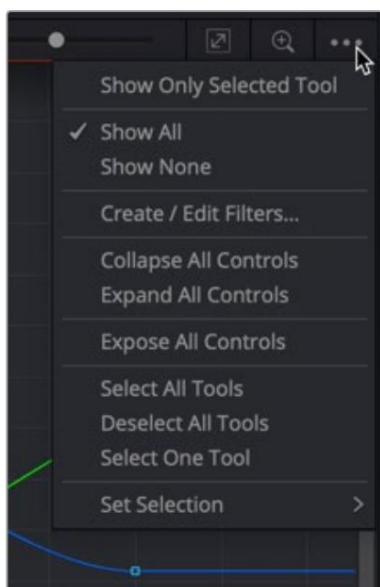 Show Only Selected Tool
Show All
Show None
Create / Edit Filters...
Collapse All Controls
Expand All Controls
Expose All Controls
Select All Tools
Deselect All Tools
Select One Tool
Set Selection